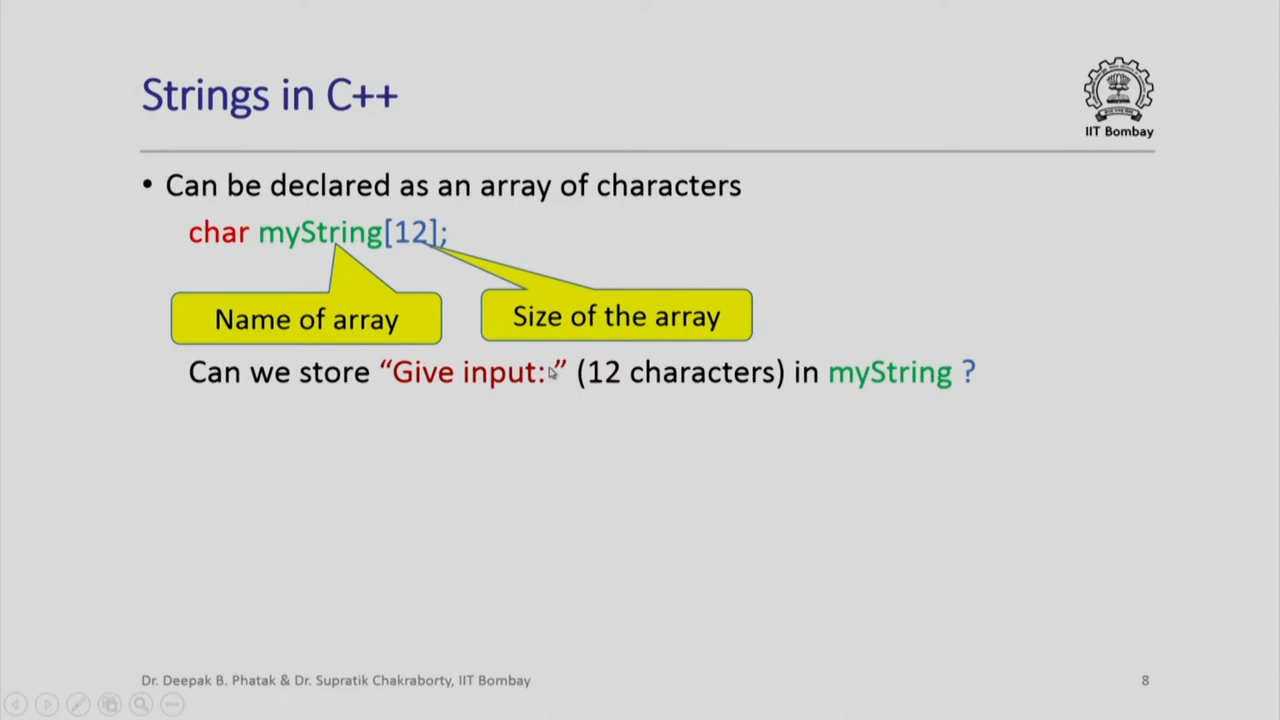 Strings in C++
IIT Bombay
• Can be declared as an array of characters
char myString[12];
Name of array
Size of the array
Can we store “Give input: ” (12 characters) in myString ?
Dr. Deepak B. Phatak & Dr. Supratik Chakraborty, IIT Bombay
8